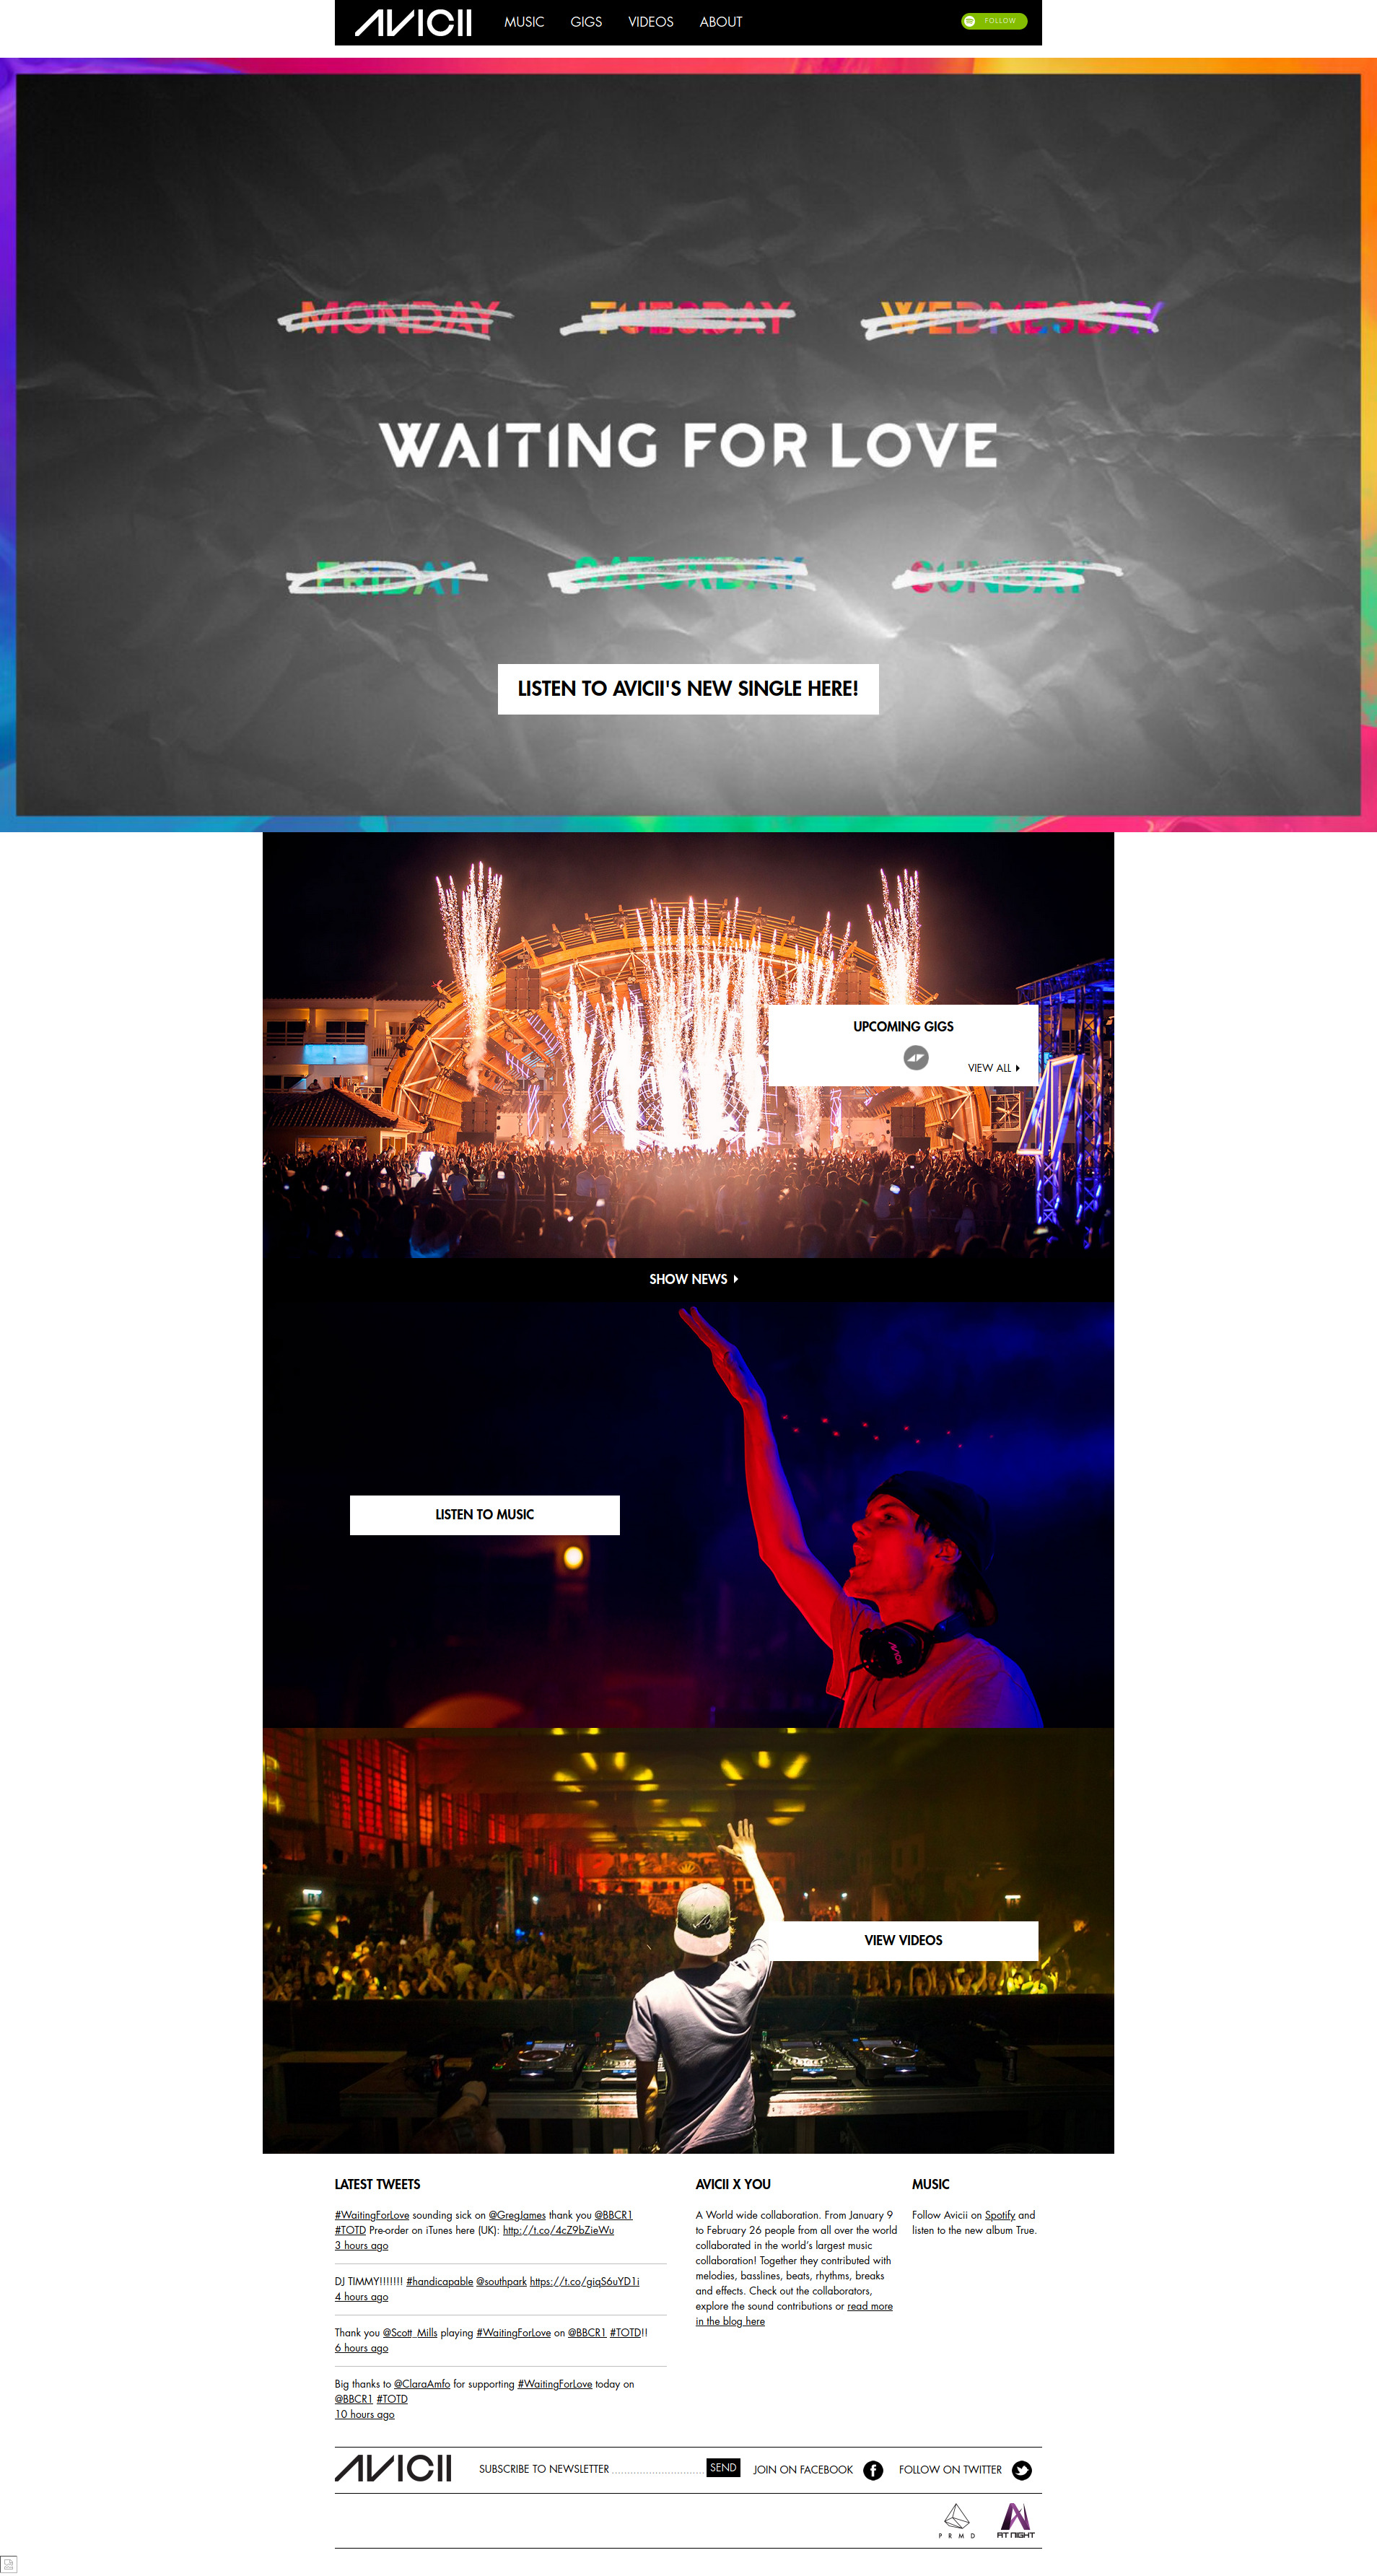 AVICII MUSIC GIGS VIDEOS ABOUT FOLLOW
MONDAY TUESDAY WEDNESDAY
WAITING FOR LOVE
FRIDAY SATURDAY SUNDAY
LISTEN TO AVICII'S NEW SINGLE HERE!
UPCOMING GIGS
VIEW ALL
SHOW NEWS
LISTEN TO MUSIC
AVICII
VIEW VIDEOS
LATEST TWEETS
#WaitingForLove sounding sick on @GregJames thank you @BBCR1
#TOTD Pre-order on iTunes here (UK): http://t.co/4cZ9bZieWu
3 hours ago
DJ TIMMY!!!!!!! #handicapable @southpark https://t.co/giqS6uYD1i
4 hours ago
Thank you @Scott_Mills playing #WaitingForLove on @BBCR1 #TOTD!!
6 hours ago
Big thanks to @ClaraAmfo for supporting #WaitingForLove today on
@BBCR1 #TOTD
10 hours ago
AVICII X YOU
A World wide collaboration. From January 9
to February 26 people from all over the world
collaborated in the world's largest music
collaboration! Together they contributed with
melodies, basslines, beats, rhythms, breaks
and effects. Check out the collaborators,
explore the sound contributions or read more
in the blog here
MUSIC
Follow Avicii on Spotify and
listen to the new album True.
AVICII SUBSCRIBE TO NEWSLETTER SEND JOIN ON FACEBOOK FOLLOW ON TWITTER
PRMD AT NIGHT